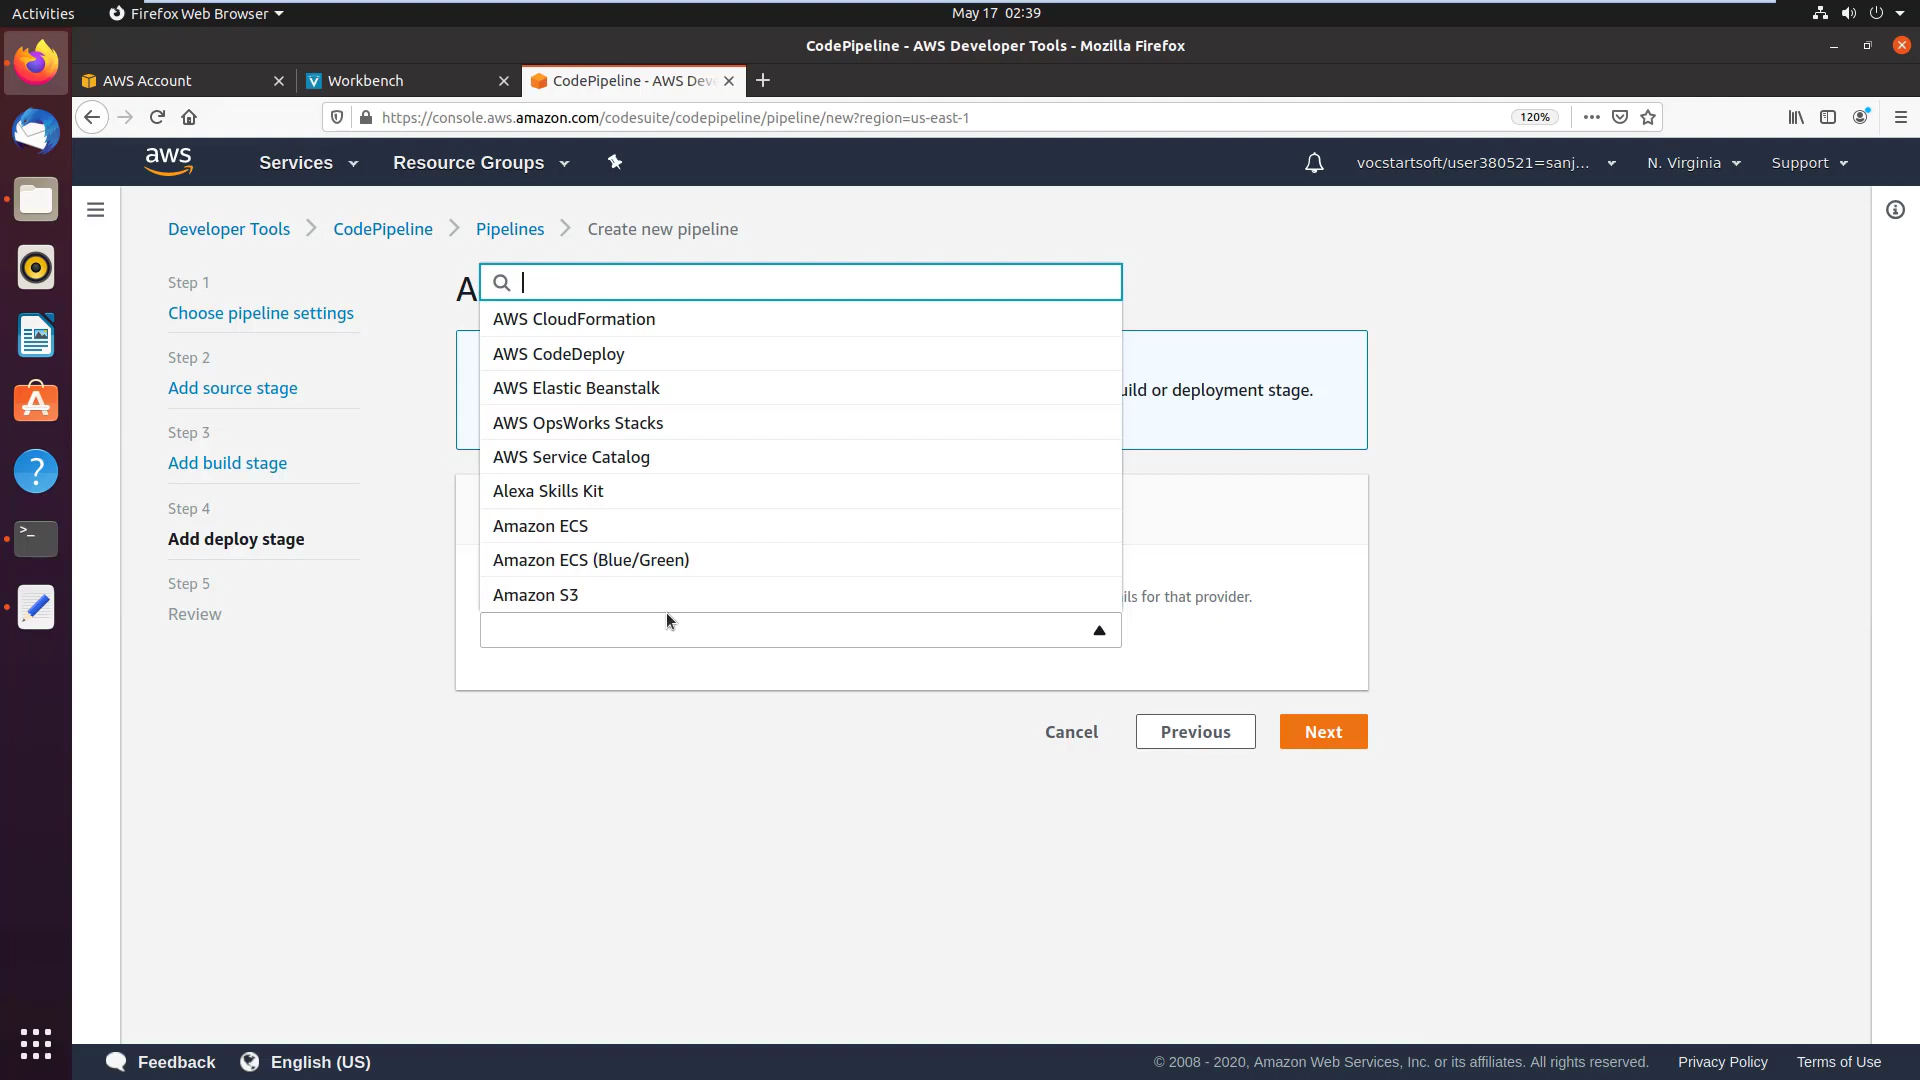 Activities
Firefox Web Browser
May 17 02:39
CodePipeline - AWS Developer Tools - Mozilla Firefox
AWS Account
Workbench
CodePipeline - AWS Dev
https://console.aws.amazon.com/codesuite/codepipeline/pipeline/new?region=us-east-1
120%
aws
Services
Resource Groups
vocstartsoft/user380521=sanj...
N. Virginia
Support
Developer Tools
CodePipeline
Pipelines
Create new pipeline
Step 1
Choose pipeline settings
Step 2
Add source stage
Step 3
Add build stage
Step 4
Add deploy stage
Step 5
Review
A
AWS CloudFormation
AWS CodeDeploy
AWS Elastic Beanstalk
AWS OpsWorks Stacks
AWS Service Catalog
Alexa Skills Kit
Amazon ECS
Amazon ECS (Blue/Green)
Amazon S3
uild or deployment stage.
ils for that provider.
Cancel
Previous
Next
Feedback
English (US)
© 2008 - 2020, Amazon Web Services, Inc. or its affiliates. All rights reserved.
Privacy Policy
Terms of Use